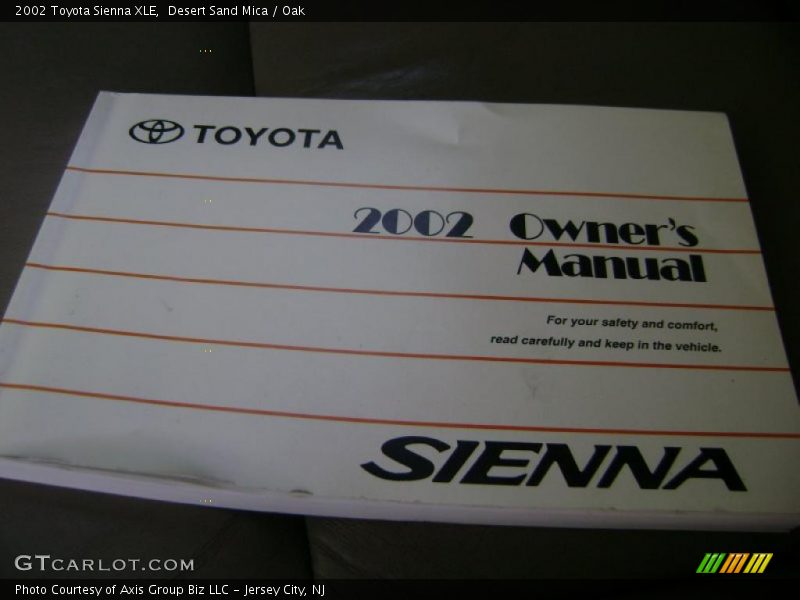 2002 Toyota Sienna XLE,  Desert Sand Mica / Oak
TOYOTA
2002 Owner's
Manual
For your safety and comfort,
read carefully and keep in the vehicle.
SIENNA
GTCARLOT.COM
Photo Courtesy of Axis Group Biz LLC - Jersey City, NJ